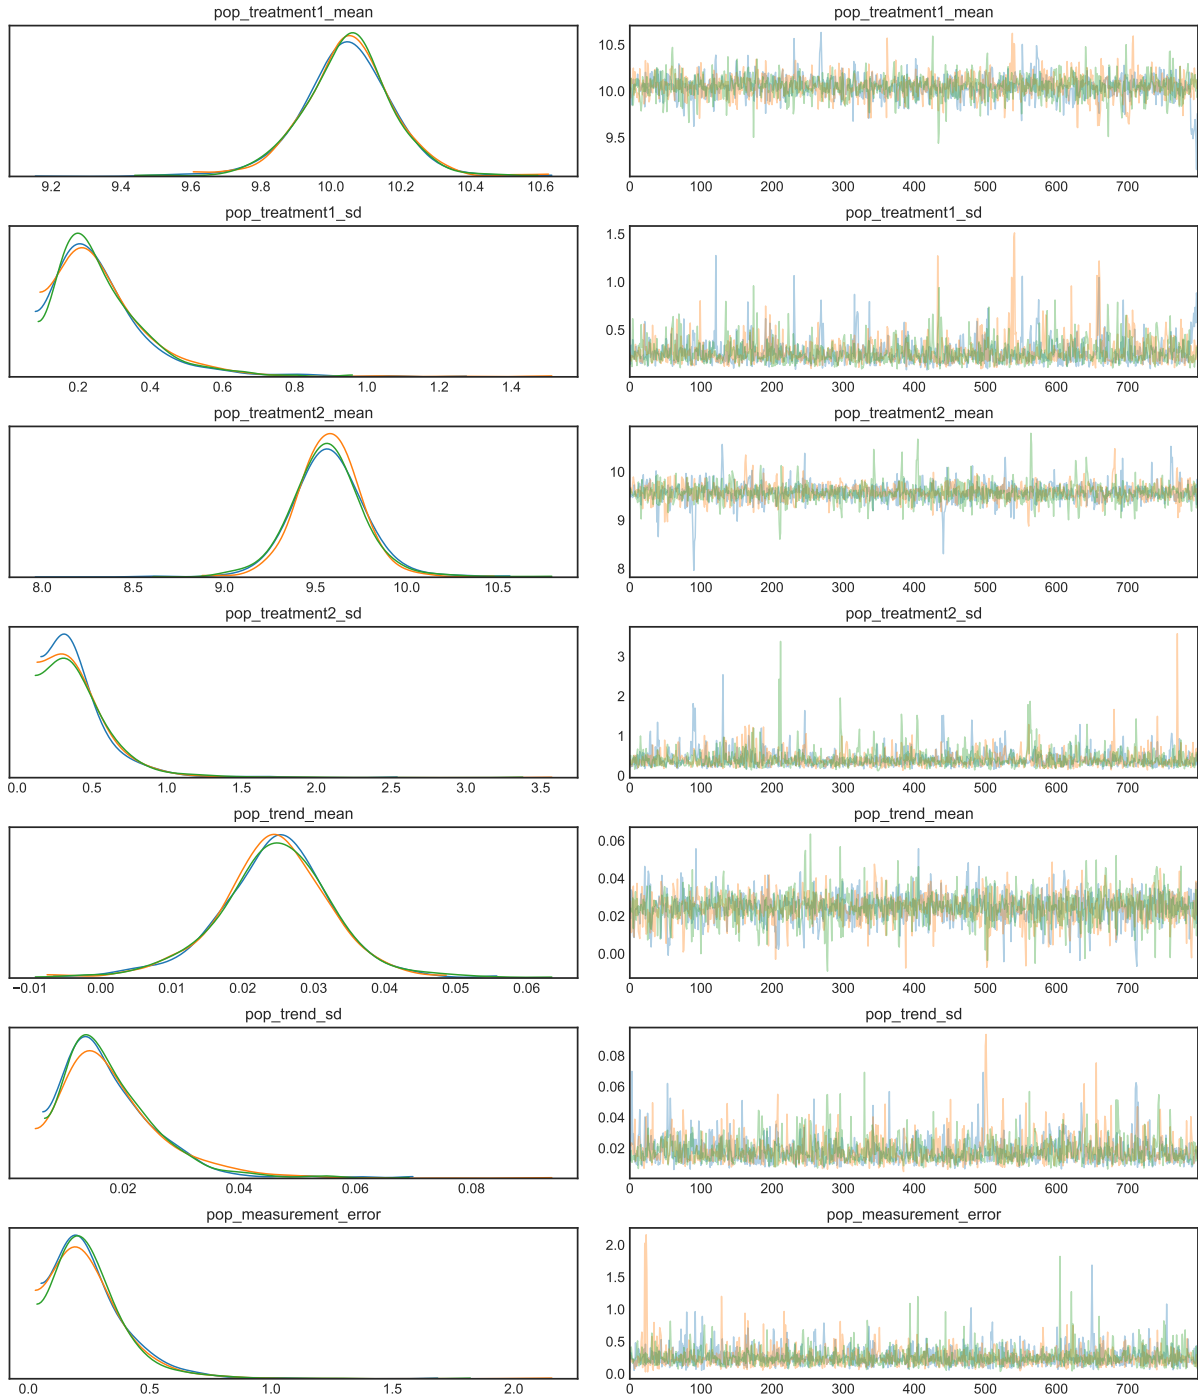 pop_treatment1_mean pop_treatment1_mean
10.5
10.0
9.5
9.2 9.4 9.6 9.8 10.0 10.2 10.4 10.6 0 100 200 300 400 500 600 700
pop_treatment1_sd pop_treatment1_sd
1.5
1.0
0.5
0.2 0.4 0.6 0.8 1.0 1.2 1.4 0 100 200 300 400 500 600 700
pop_treatment2_mean pop_treatment2_mean
10
9
8
8.0 8.5 9.0 9.5 10.0 10.5 0 100 200 300 400 500 600 700
pop_treatment2_sd pop_treatment2_sd
3
2
1
0
0.0 0.5 1.0 1.5 2.0 2.5 3.0 3.5 0 100 200 300 400 500 600 700
pop_trend_mean pop_trend_mean
0.06
0.04
0.02
0.00
−0.01 0.00 0.01 0.02 0.03 0.04 0.05 0.06 0 100 200 300 400 500 600 700
pop_trend_sd pop_trend_sd
0.08
0.06
0.04
0.02
0.02 0.04 0.06 0.08 0 100 200 300 400 500 600 700
pop_measurement_error pop_measurement_error
2.0
1.5
1.0
0.5
0.0
0.0 0.5 1.0 1.5 2.0 0 100 200 300 400 500 600 700